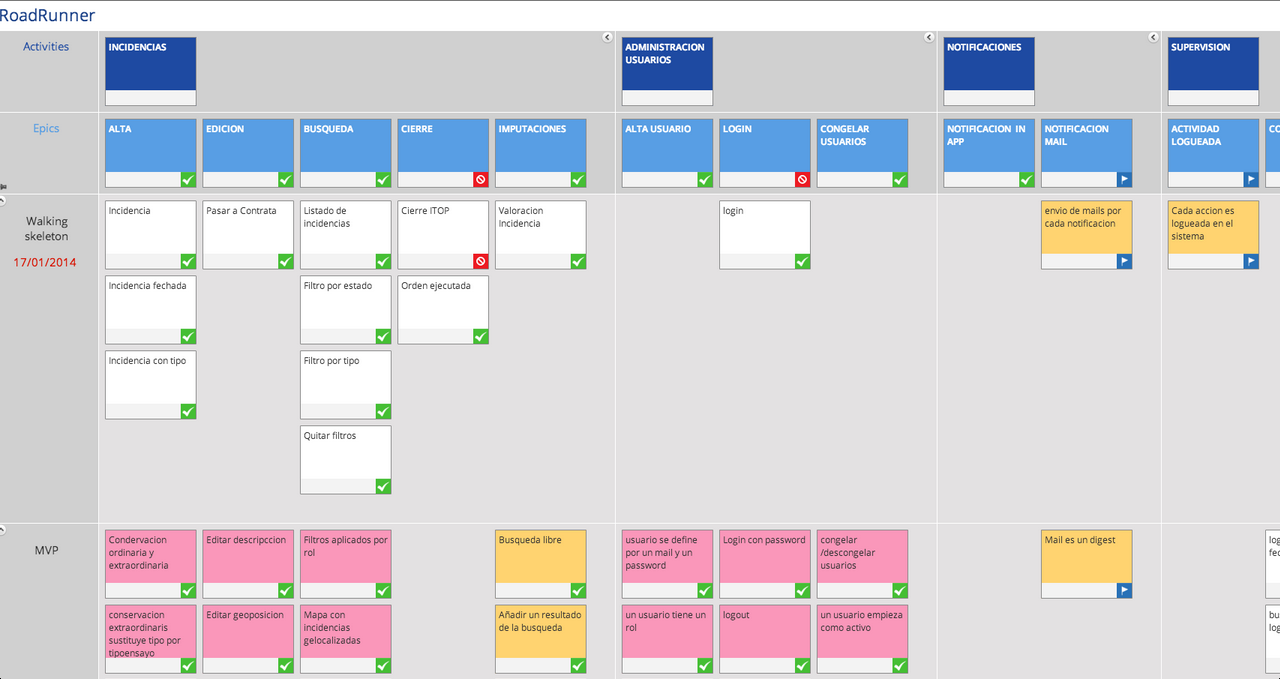 RoadRunner
Activities
INCIDENCIAS
ADMINISTRACION
USUARIOS
NOTIFICACIONES
SUPERVISION
Epics
ALTA
EDICION
BUSQUEDA
CIERRE
IMPUTACIONES
ALTA USUARIO
LOGIN
CONGELAR
USUARIOS
NOTIFICACION IN
APP
NOTIFICACION
MAIL
ACTIVIDAD
LOGUEADA
CO
Walking
skeleton
17/01/2014
Incidencia
Pasar a Contrata
Listado de
incidencias
Cierre ITOP
Valoracion
Incidencia
login
envio de mails por
cada notificacion
Cada accion es
logueada en el
sistema
Incidencia fechada
Filtro por estado
Orden ejecutada
Incidencia con tipo
Filtro por tipo
Quitar filtros
MVP
Condervacion
ordinaria y
extraordinaria
Editar descripccion
Filtros aplicados por
rol
Busqueda libre
usuario se define
por un mail y un
password
Login con password
congelar
/descongelar
usuarios
Mail es un digest
conservacion
extraordinaris
sustituye tipo por
tipoensayo
Editar geoposicion
Mapa con
incidencias
gelocalizadas
Añadir un resultado
de la busqueda
un usuario tiene un
rol
logout
un usuario empieza
como activo